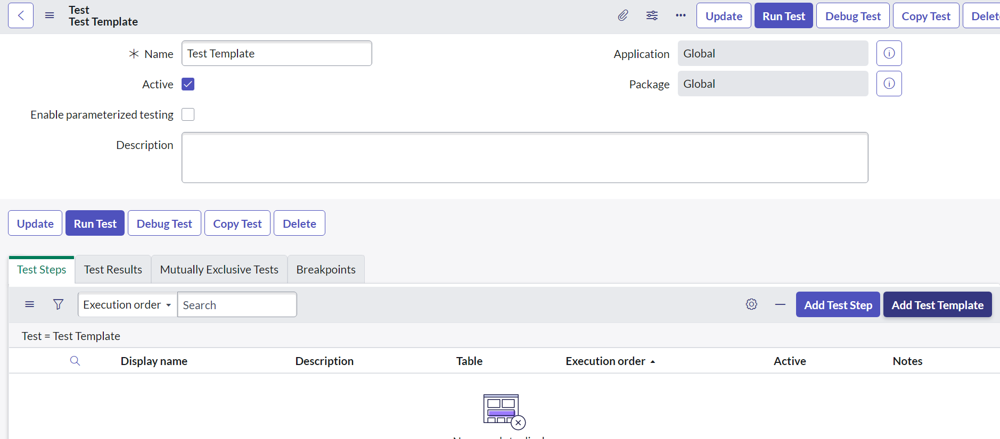 Test
Test Template
Update
Run Test
Debug Test
Copy Test
Name
Test Template
Application
Global
Active
Package
Global
Enable parameterized testing
Description
Update
Run Test
Debug Test
Copy Test
Delete
Test Steps
Test Results
Mutually Exclusive Tests
Breakpoints
Execution order
Search
Add Test Step
Add Test Template
Test = Test Template
Display name
Description
Table
Execution order
Active
Notes